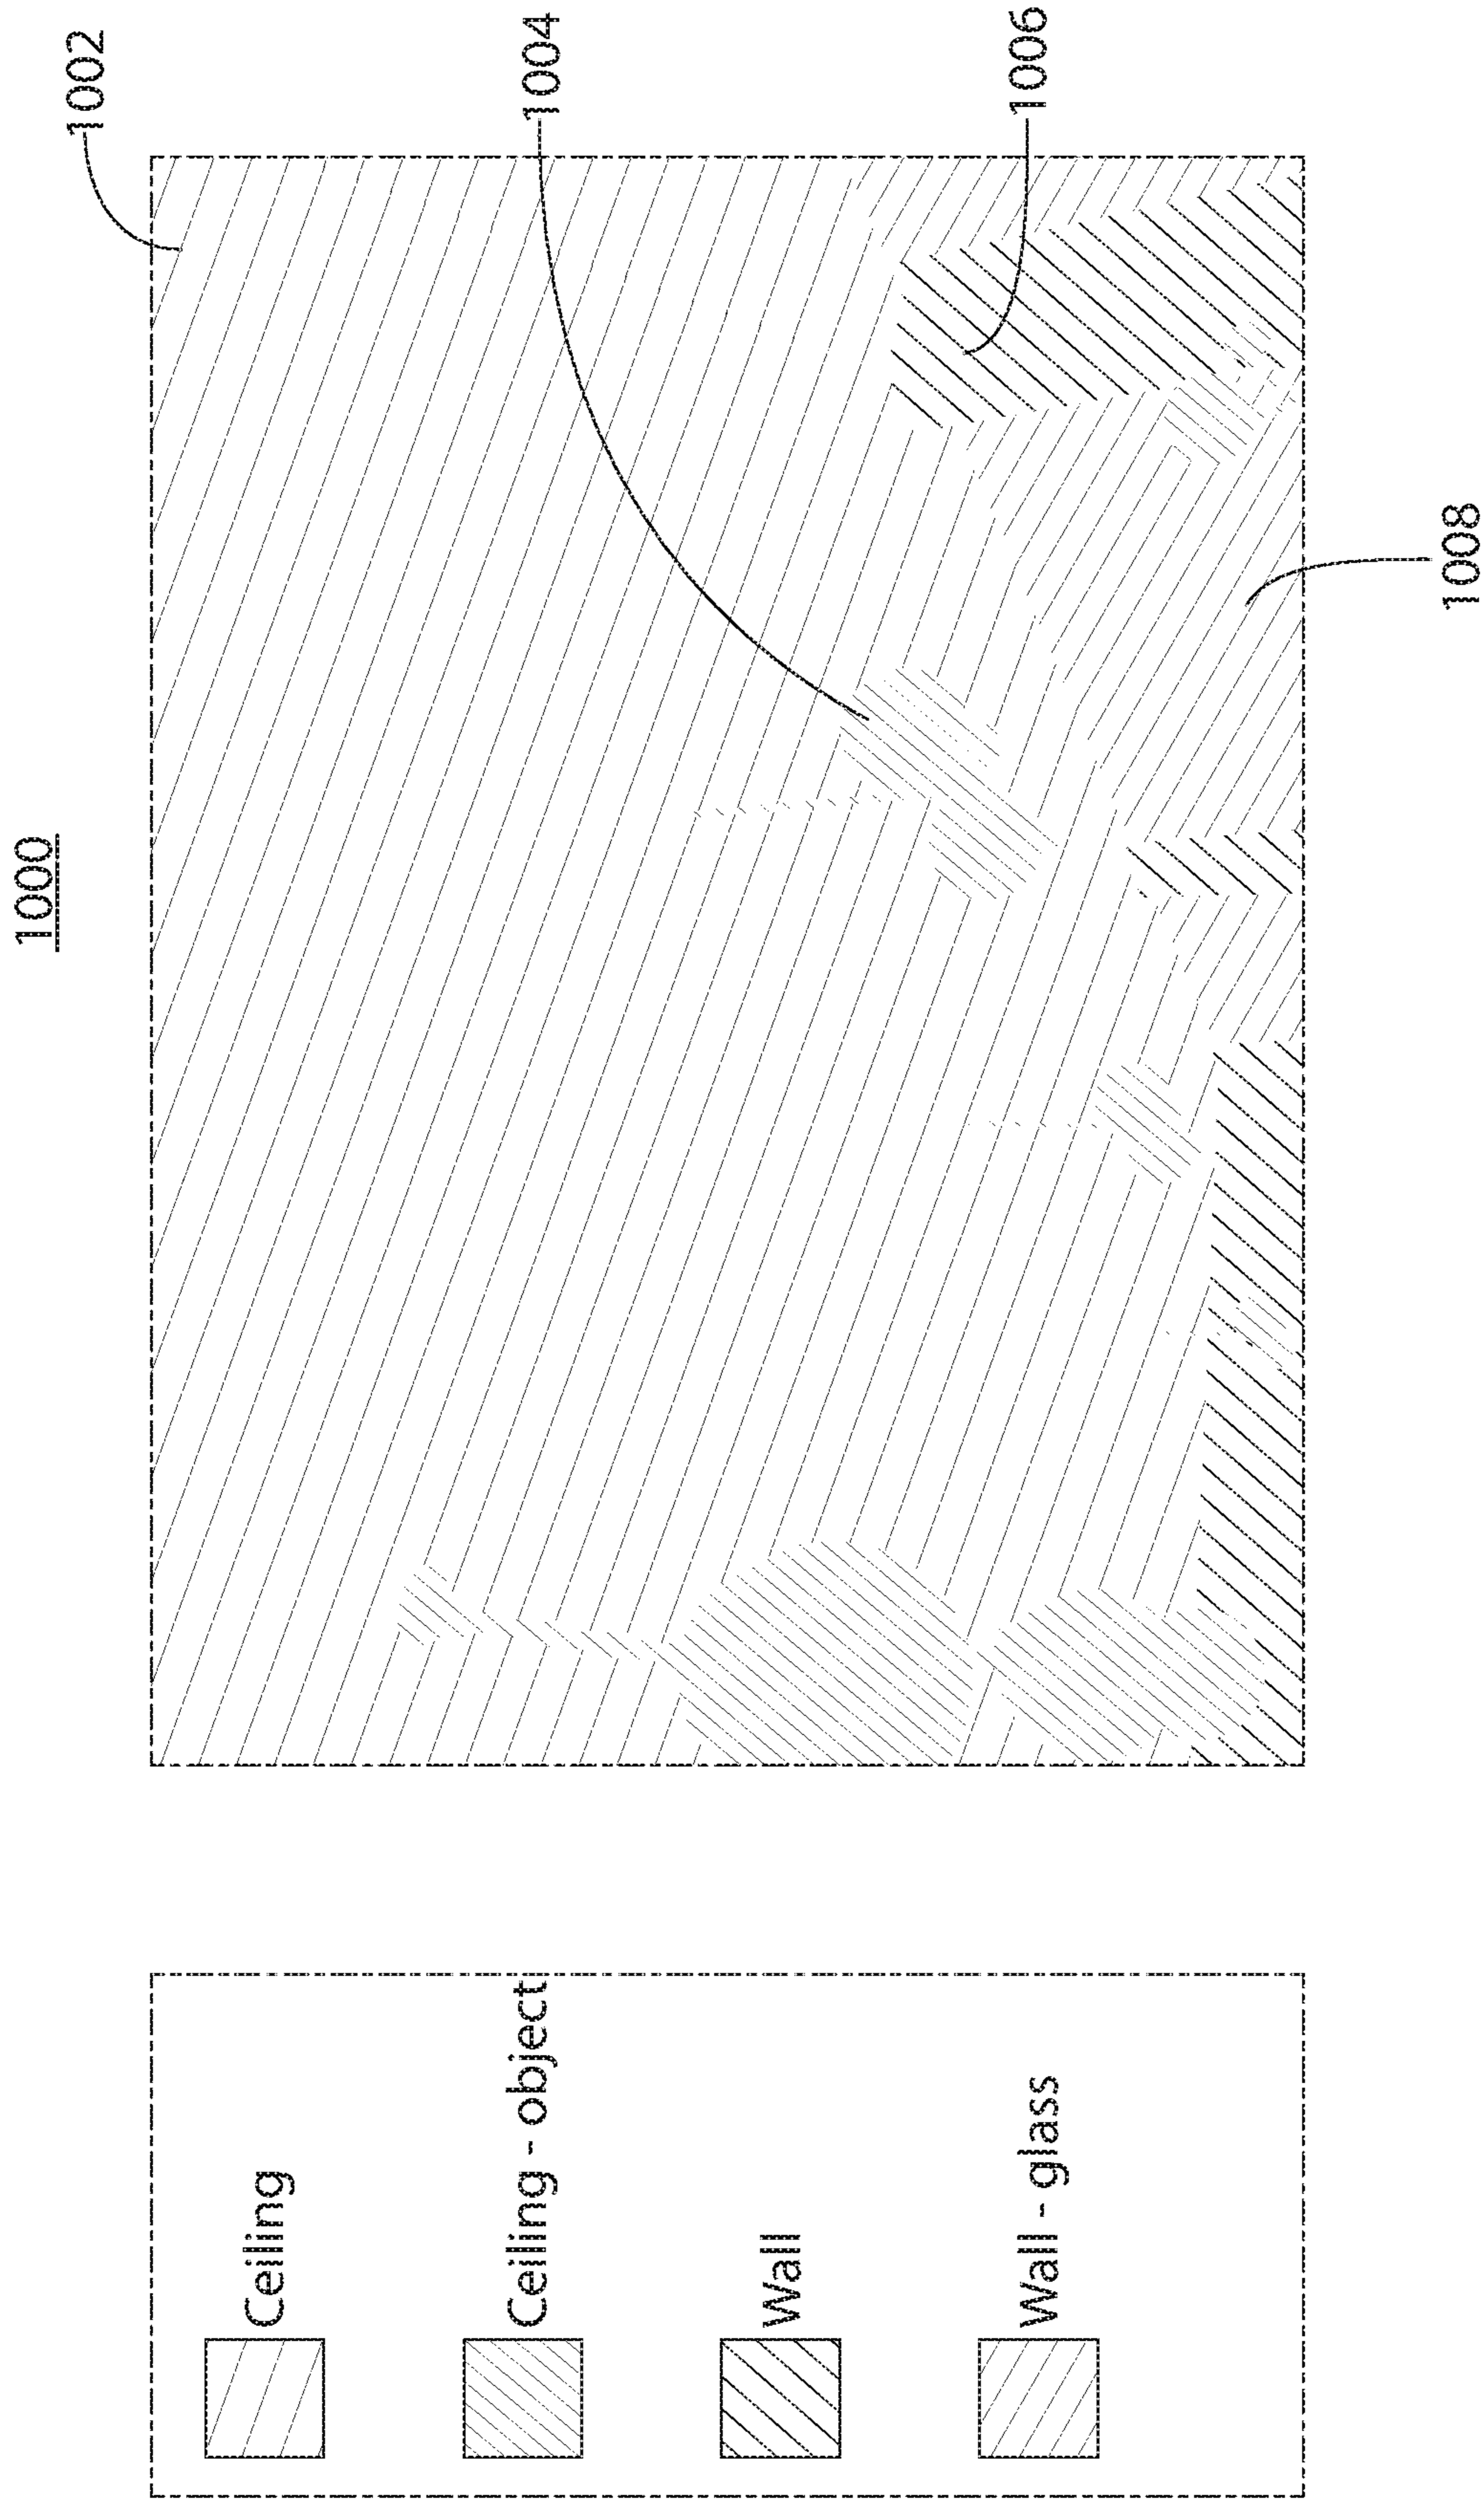 1000
1002
1004
1006
1008
Ceiling
Ceiling - object
Wall
Wall - glass